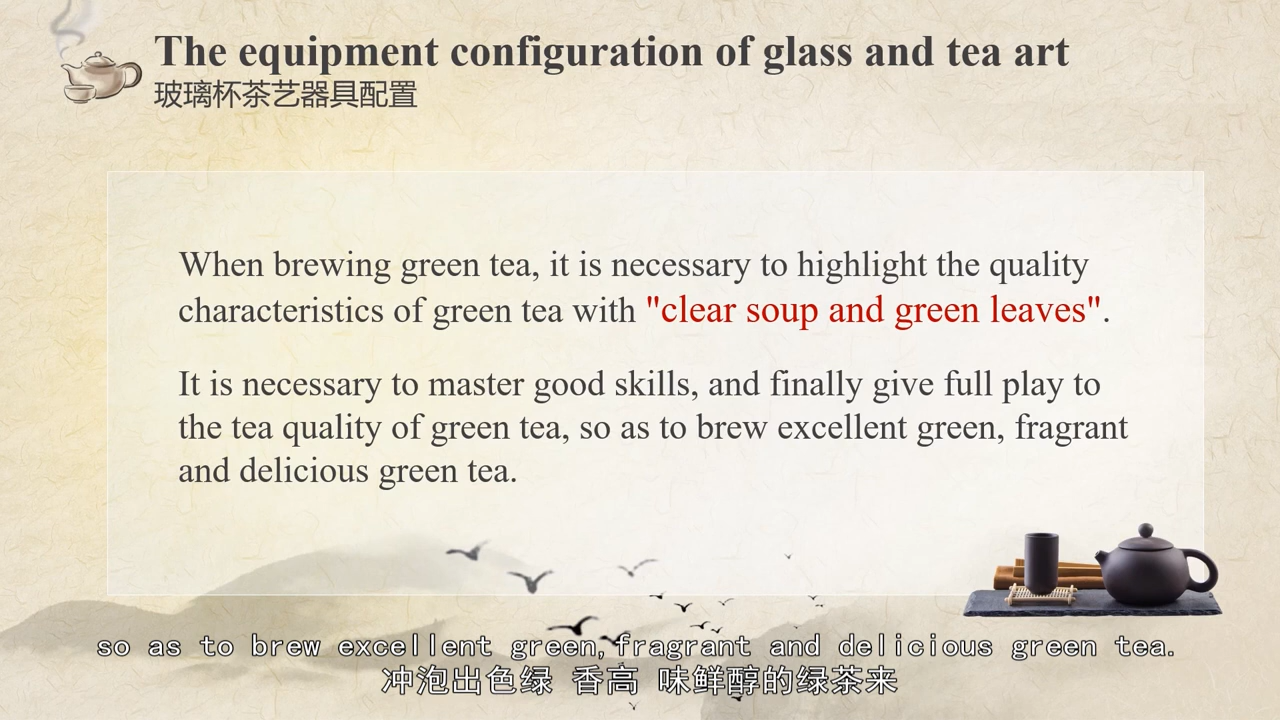 The equipment configuration of glass and tea art
玻璃杯茶艺器具配置
When brewing green tea, it is necessary to highlight the quality
characteristics of green tea with "clear soup and green leaves".
It is necessary to master good skills, and finally give full play to
the tea quality of green tea, so as to brew excellent green, fragrant
and delicious green tea.
so as to brew excellent green,fragrant and delicious green tea.
冲泡出色绿 香高 味鲜醇的绿茶来